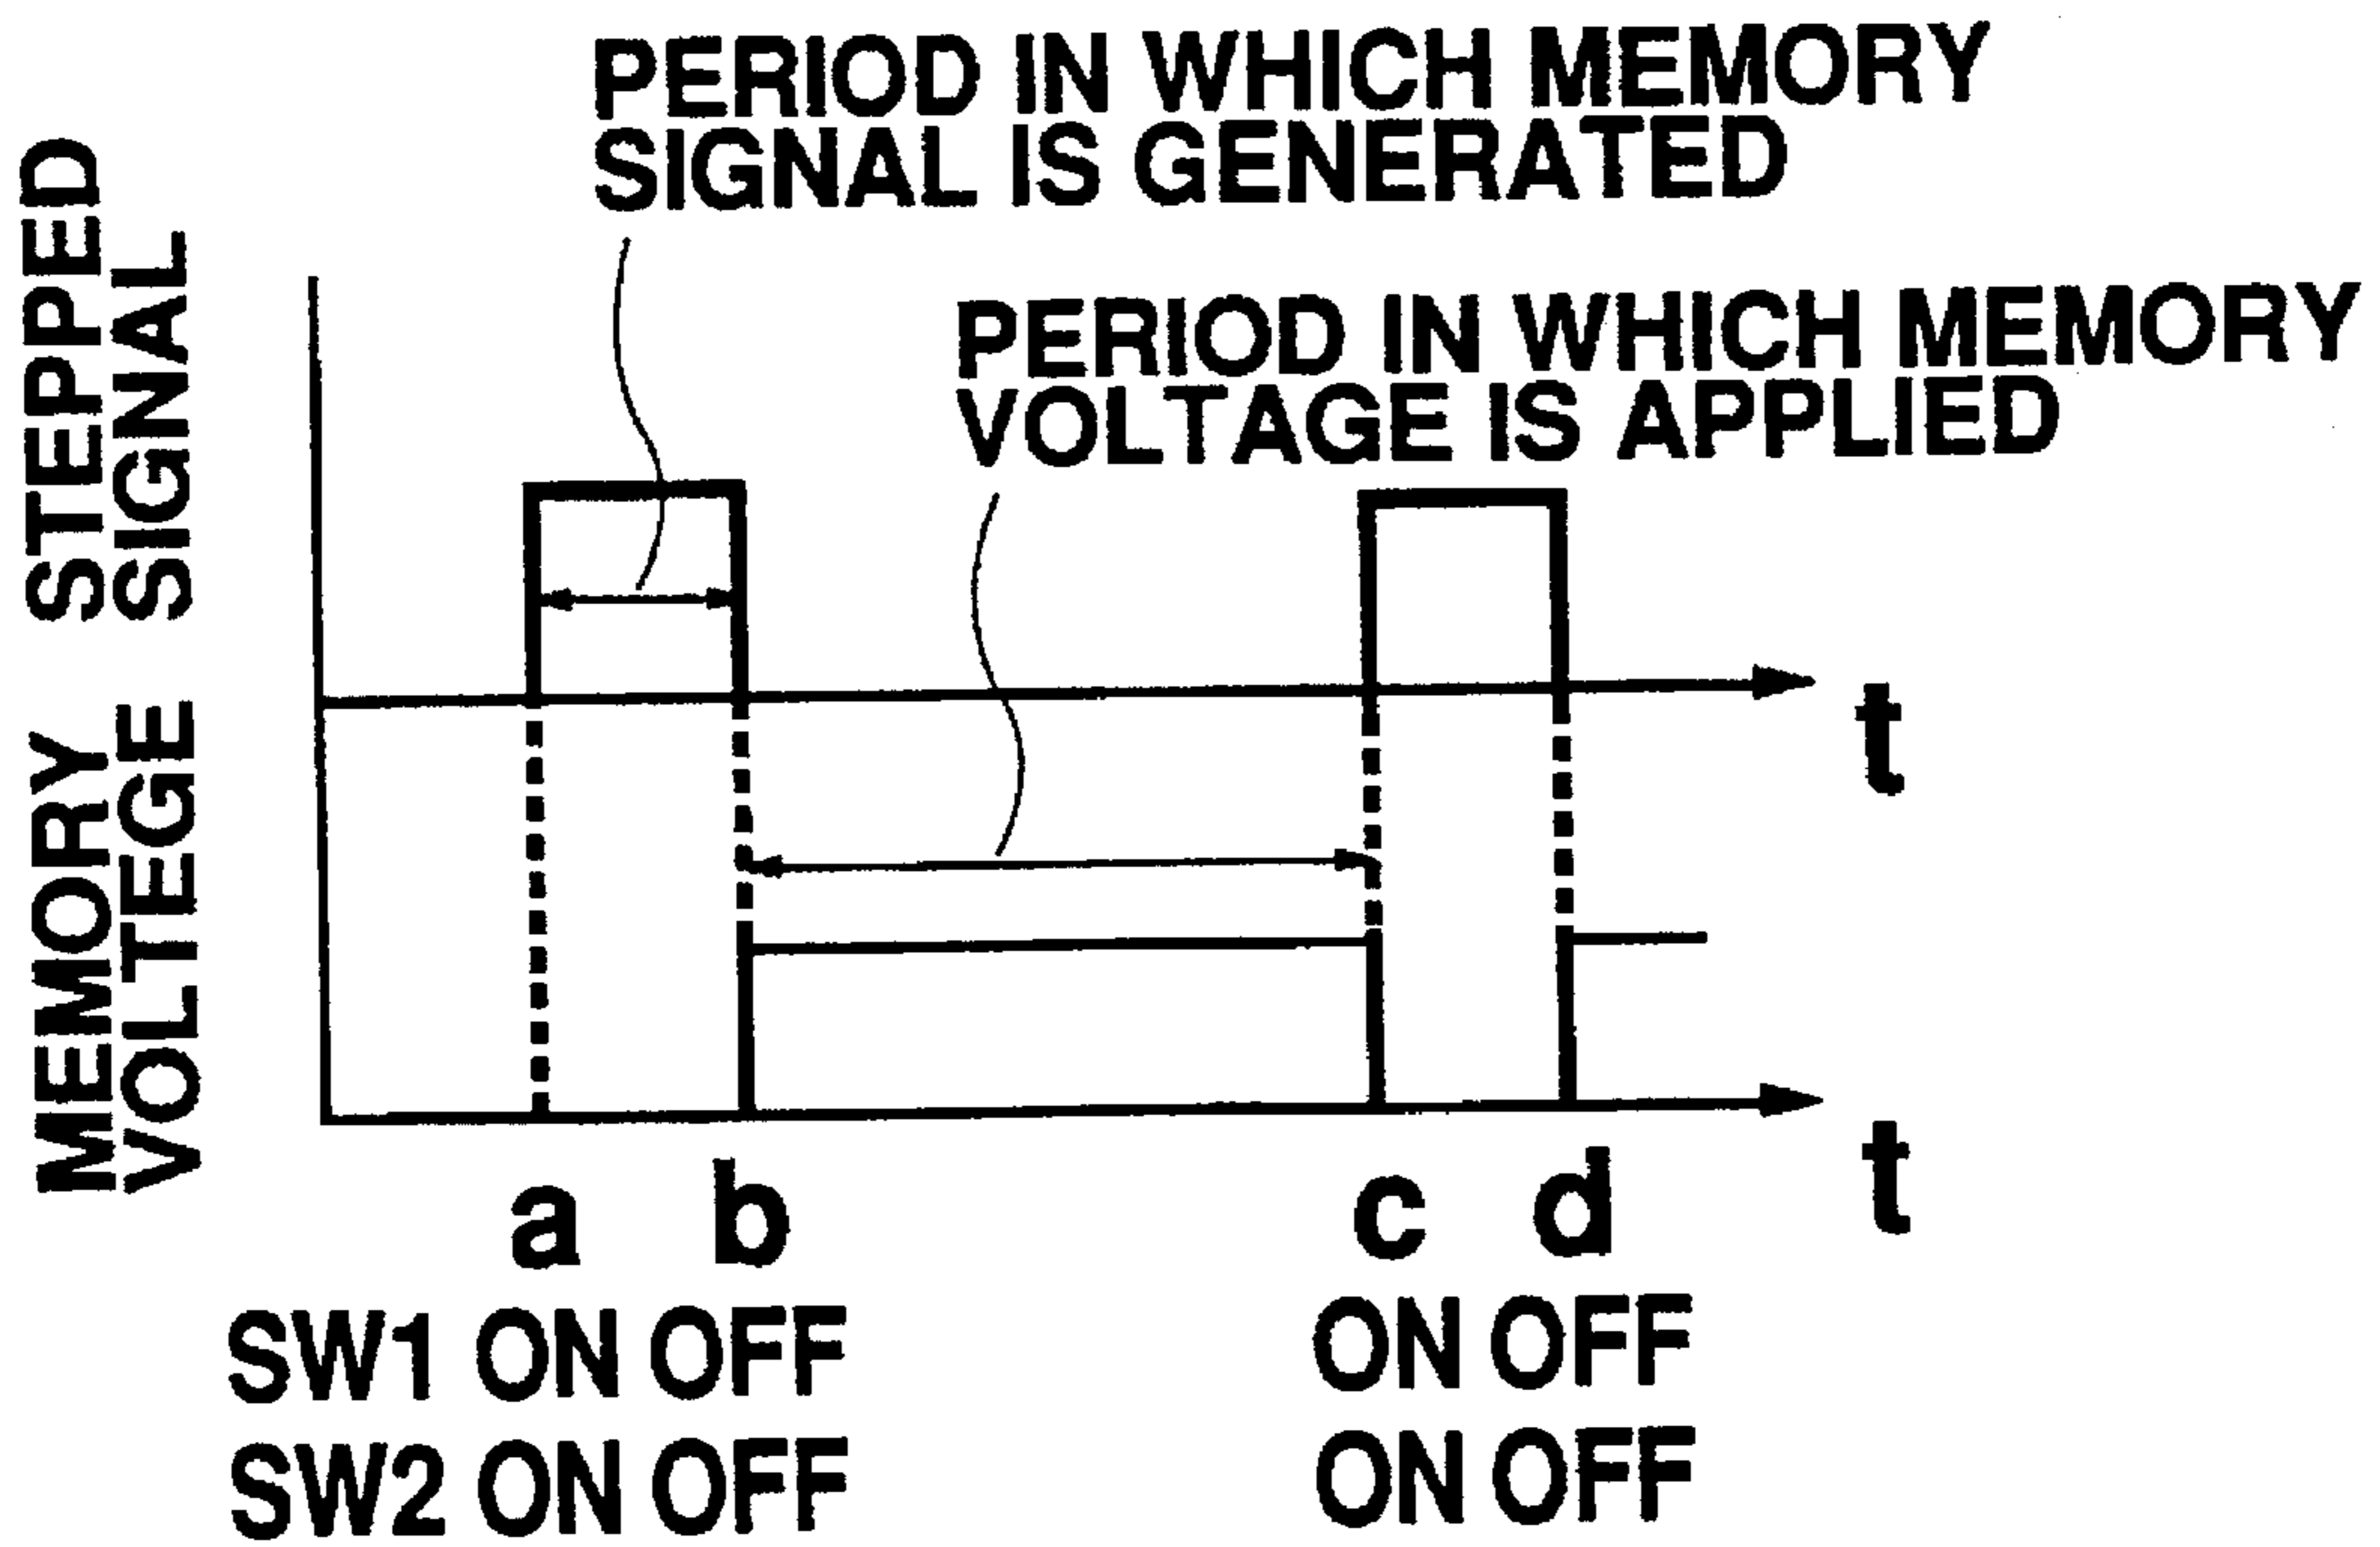 PERIOD IN WHICH MEMORY
SIGNAL IS GENERATED
STEPPED
SIGNAL
PERIOD IN WHICH MEMORY
VOLTAGE IS APPLIED
t
MEMORY
VOLTEGE
t
a b c d
SW1 ON OFF ON OFF
SW2 ON OFF ON OFF